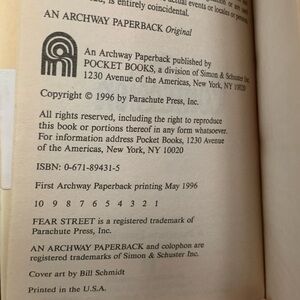 actual events or locales or persons,
is entirely coincidental.
AN ARCHWAY PAPERBACK Original
An Archway Paperback published by
POCKET BOOKS, a division of Simon & Schuster Inc.
1230 Avenue of the Americas, New York, NY 10020
Copyright © 1996 by Parachute Press, Inc.
All rights reserved, including the right to reproduce
this book or portions thereof in any form whatsoever.
For information address Pocket Books, 1230 Avenue
of the Americas, New York, NY 10020
ISBN: 0-671-89431-5
First Archway Paperback printing May 1996
10 9 8 7 6 5 4 3 2 1
FEAR STREET is a registered trademark of
Parachute Press, Inc.
AN ARCHWAY PAPERBACK and colophon are
registered trademarks of Simon & Schuster Inc.
Cover art by Bill Schmidt
Printed in the U.S.A.